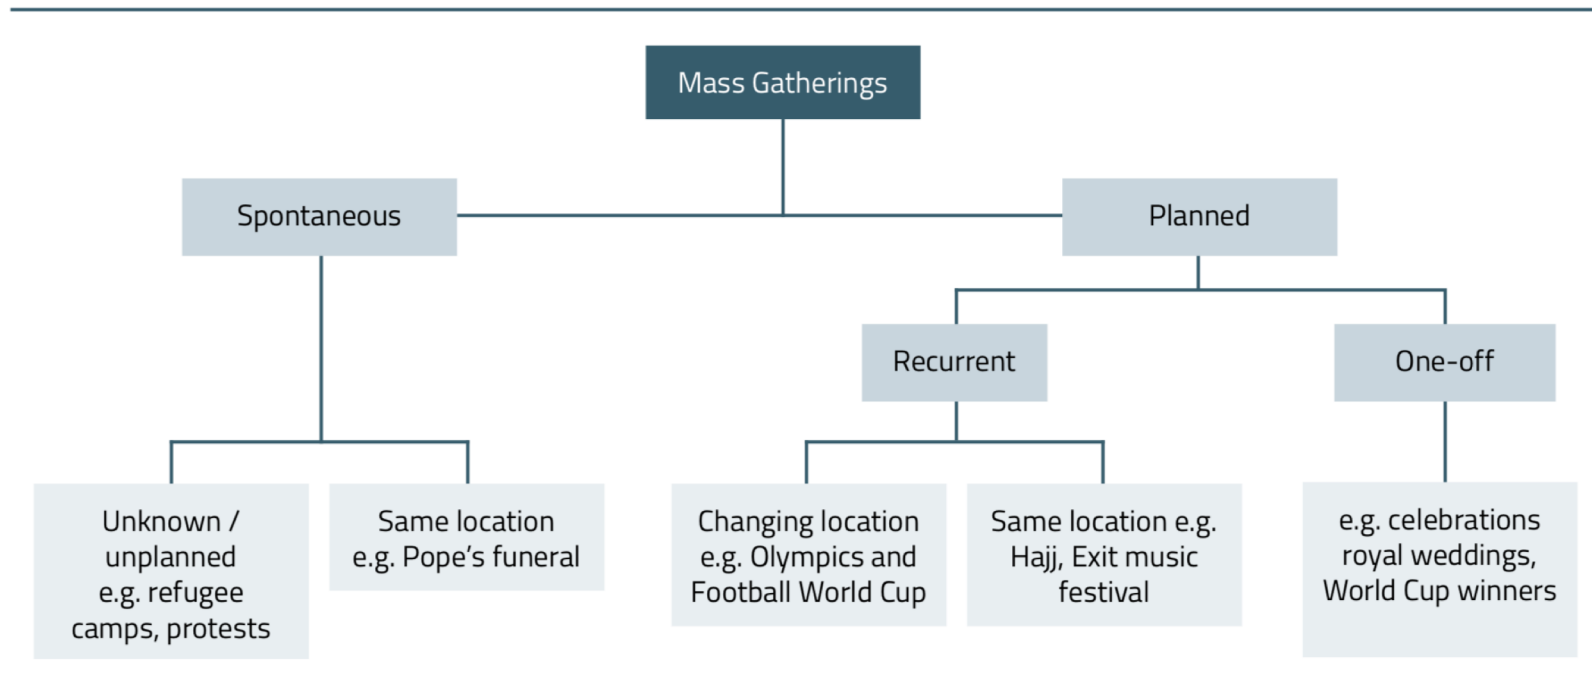 Mass Gatherings
Spontaneous
Planned
Recurrent
One-off
Unknown /
unplanned
e.g. refugee
camps, protests
Same location
e.g. Pope’s funeral
Changing location
e.g. Olympics and
Football World Cup
Same location e.g.
Hajj, Exit music
festival
e.g. celebrations
royal weddings,
World Cup winners